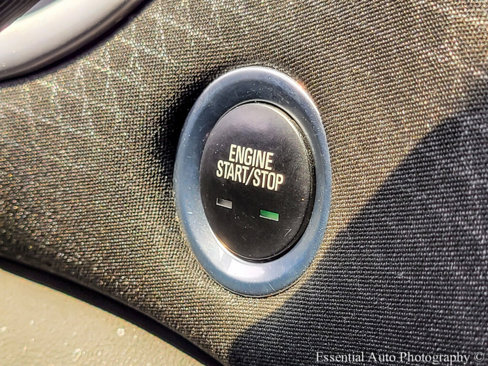 ENGINE
START/STOP
Essential Auto Photography ©